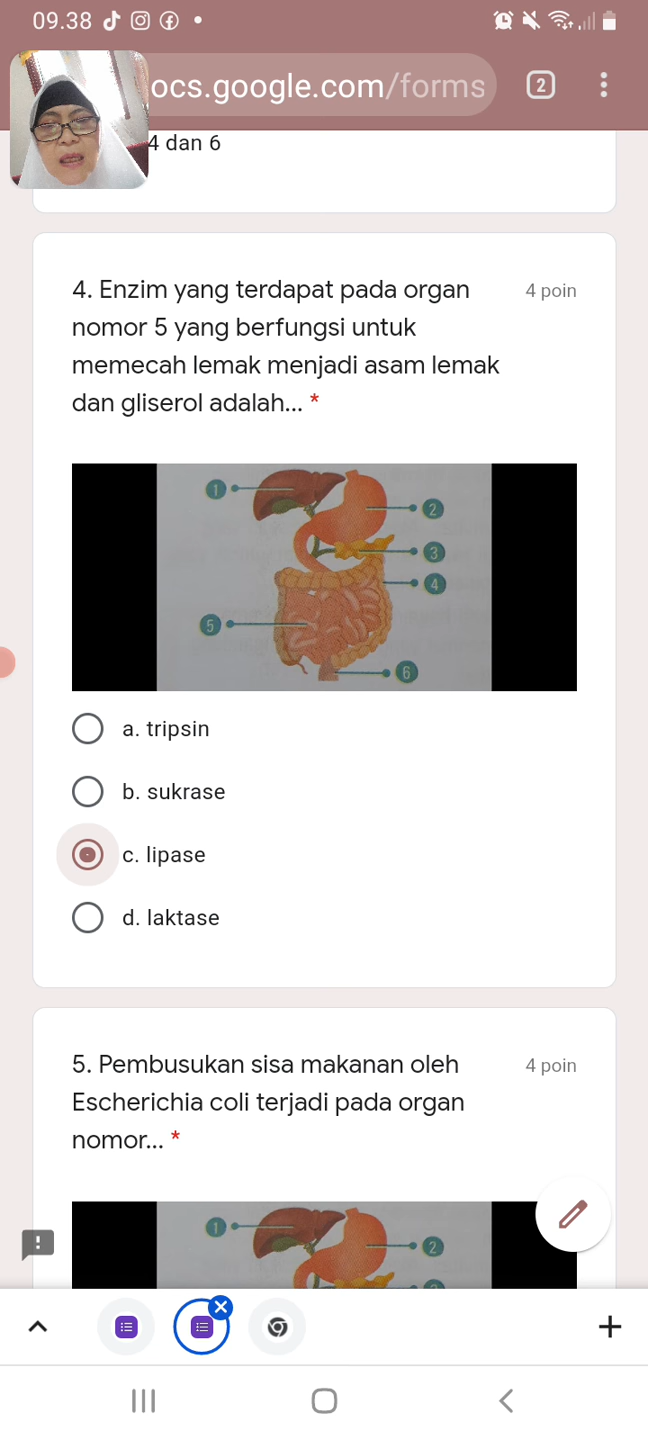 09.38
ocs.google.com/forms
2
4 dan 6
4. Enzim yang terdapat pada organ
4 poin
nomor 5 yang berfungsi untuk
memecah lemak menjadi asam lemak
dan gliserol adalah... *
1
2
3
4
5
6
a. tripsin
b. sukrase
c. lipase
d. laktase
5. Pembusukan sisa makanan oleh
4 poin
Escherichia coli terjadi pada organ
nomor... *
1
2